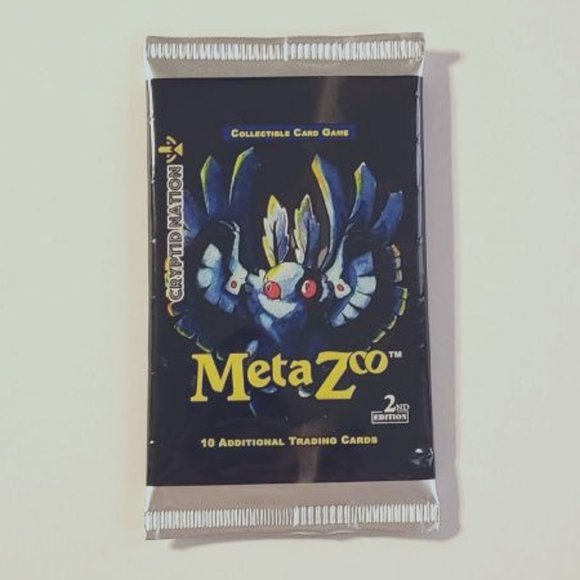 COLLECTIBLE CARD GAME
CRYPTID NATION
MetaZoo™
2ND
EDITION
10 ADDITIONAL TRADING CARDS